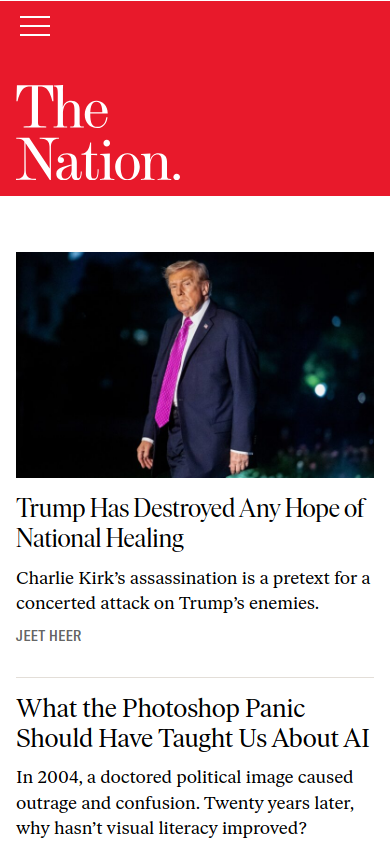 The
Nation.
Trump Has Destroyed Any Hope of
National Healing
Charlie Kirk’s assassination is a pretext for a
concerted attack on Trump’s enemies.
JEET HEER
What the Photoshop Panic
Should Have Taught Us About AI
In 2004, a doctored political image caused
outrage and confusion. Twenty years later,
why hasn’t visual literacy improved?